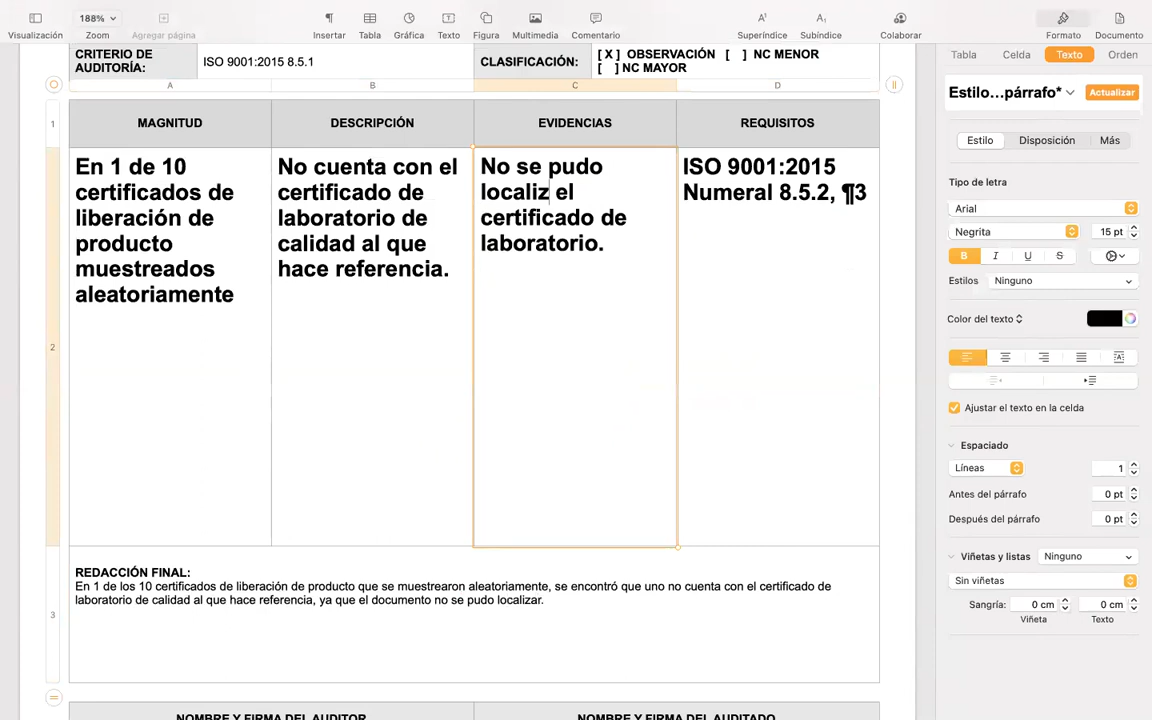 Visualización
188%
Zoom
Agregar página
Insertar
Tabla
Gráfica
Texto
Figura
Multimedia
Comentario
Superíndice
Subíndice
Colaborar
Formato
Documento
CRITERIO DE
AUDITORÍA:
ISO 9001:2015 8.5.1
CLASIFICACIÓN:
[ X ] OBSERVACIÓN [ ] NC MENOR
[ ] NC MAYOR
A
B
C
D
1
MAGNITUD
DESCRIPCIÓN
EVIDENCIAS
REQUISITOS
2
En 1 de 10
certificados de
liberación de
producto
muestreados
aleatoriamente
No cuenta con el
certificado de
laboratorio de
calidad al que
hace referencia.
No se pudo
localiz el
certificado de
laboratorio.
ISO 9001:2015
Numeral 8.5.2, ¶3
3
REDACCIÓN FINAL:
En 1 de los 10 certificados de liberación de producto que se muestrearon aleatoriamente, se encontró que uno no cuenta con el certificado de
laboratorio de calidad al que hace referencia, ya que el documento no se pudo localizar.
NOMBRE Y FIRMA DEL AUDITOR
NOMBRE Y FIRMA DEL AUDITADO
Tabla
Celda
Texto
Orden
Estilo...párrafo*
Actualizar
Estilo
Disposición
Más
Tipo de letra
Arial
Negrita
15 pt
B I U S
Estilos
Ninguno
Color del texto
Ajustar el texto en la celda
Espaciado
Líneas
1
Antes del párrafo
0 pt
Después del párrafo
0 pt
Viñetas y listas
Ninguno
Sin viñetas
Sangría:
0 cm
0 cm
Viñeta
Texto